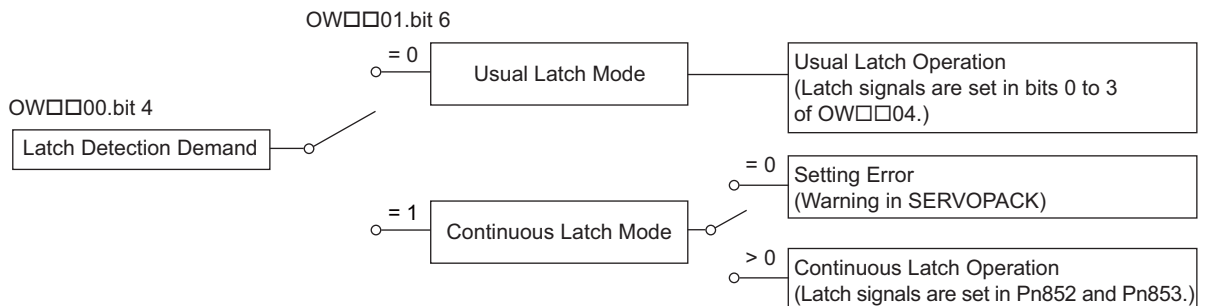 OW□□01.bit 6
= 0
Usual Latch Mode
Usual Latch Operation
(Latch signals are set in bits 0 to 3
of OW□□04.)
OW□□00.bit 4
Latch Detection Demand
= 0
Setting Error
(Warning in SERVOPACK)
= 1
Continuous Latch Mode
> 0
Continuous Latch Operation
(Latch signals are set in Pn852 and Pn853.)